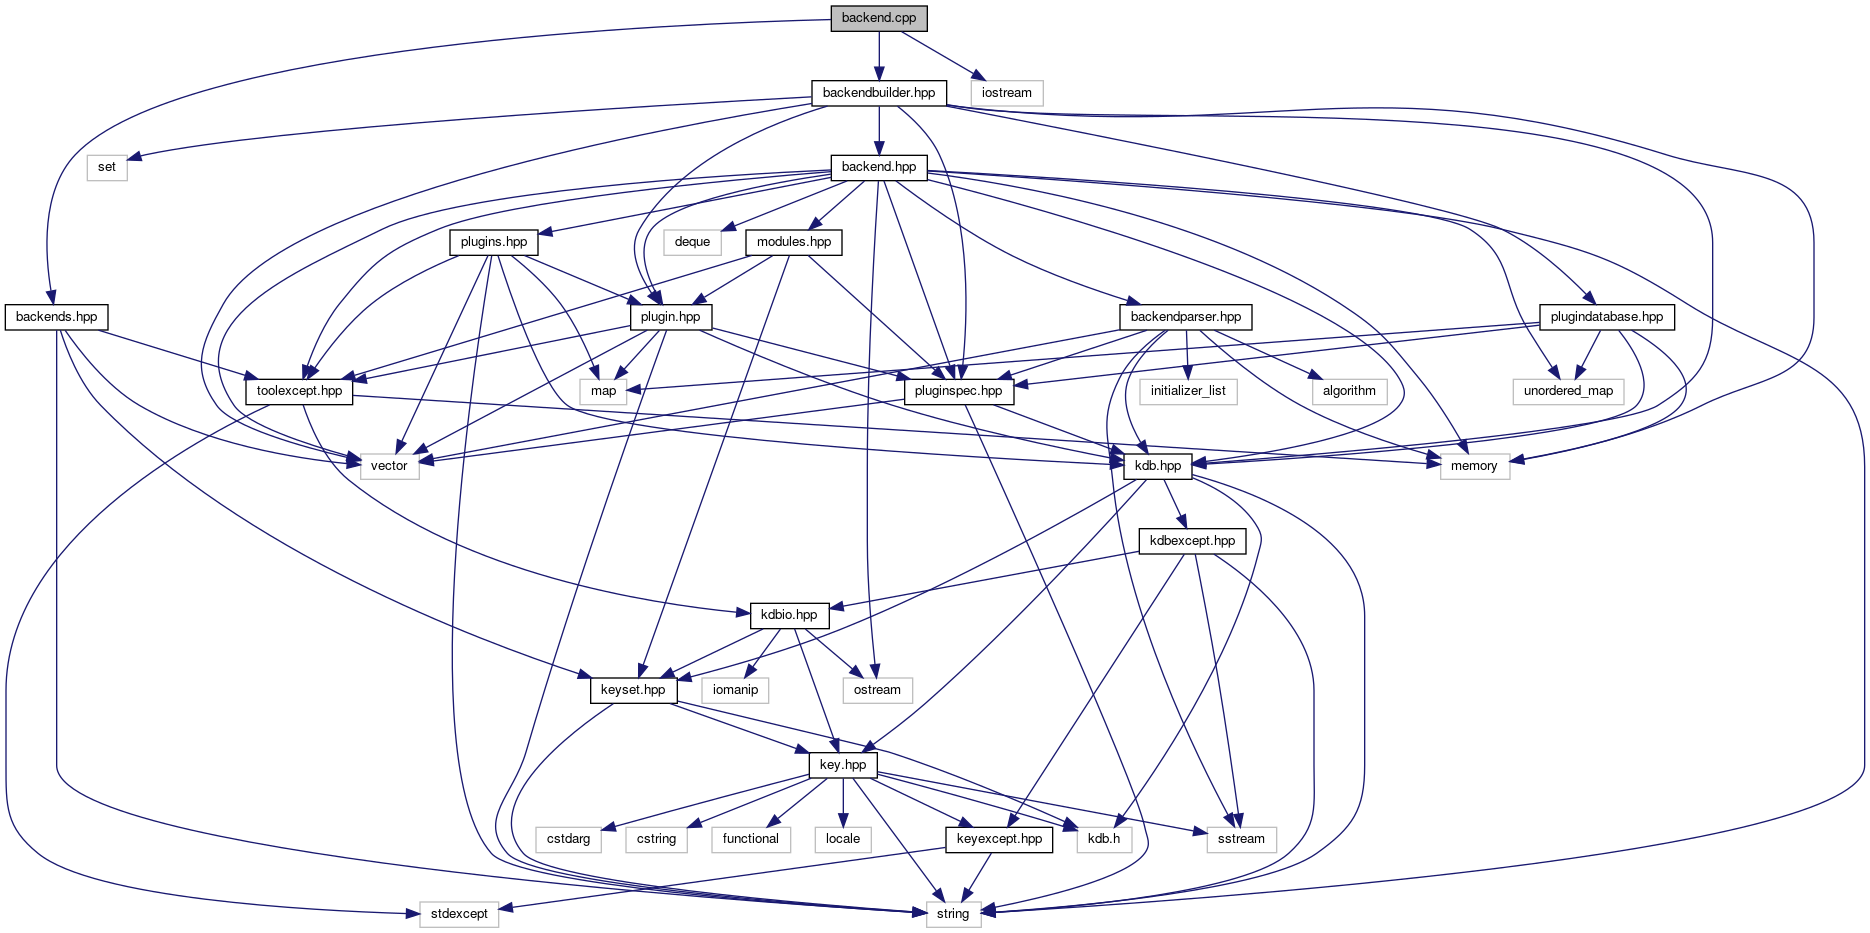 backend.cpp
backendbuilder.hpp
iostream
set
backend.hpp
plugins.hpp
deque
modules.hpp
backends.hpp
plugin.hpp
backendparser.hpp
plugindatabase.hpp
toolexcept.hpp
map
pluginspec.hpp
initializer_list
algorithm
unordered_map
vector
kdb.hpp
memory
kdbexcept.hpp
kdbio.hpp
keyset.hpp
iomanip
ostream
key.hpp
cstdarg
cstring
functional
locale
keyexcept.hpp
kdb.h
sstream
stdexcept
string